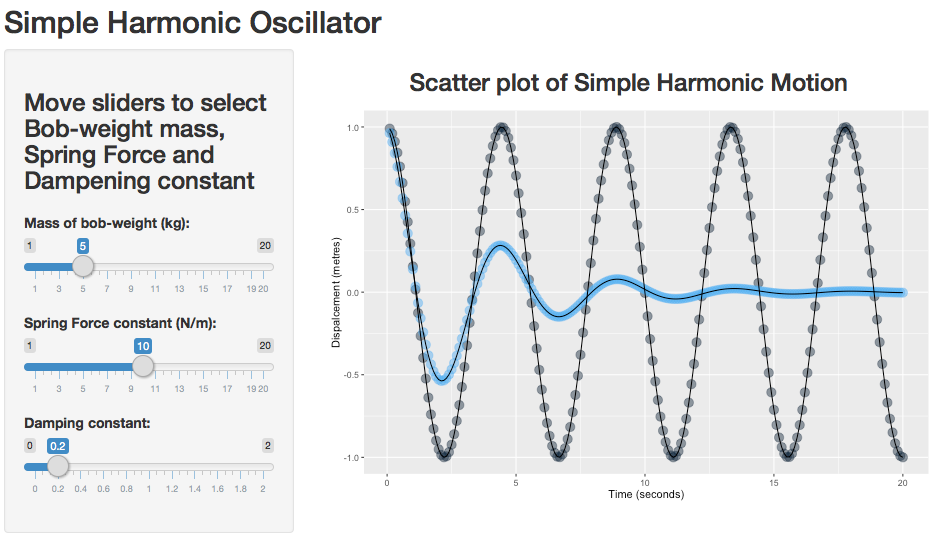 Simple Harmonic Oscillator
Move sliders to select
Bob-weight mass,
Spring Force and
Dampening constant
Mass of bob-weight (kg):
1 5 20
1 3 5 7 9 11 13 15 17 19 20
Spring Force constant (N/m):
1 10 20
1 3 5 7 9 11 13 15 17 19 20
Damping constant:
0 0.2 2
0 0.2 0.4 0.6 0.8 1 1.2 1.4 1.6 1.8 2
Scatter plot of Simple Harmonic Motion
Dispalcement (metres)
1.0
0.5
0.0
-0.5
-1.0
0 5 10 15 20
Time (seconds)